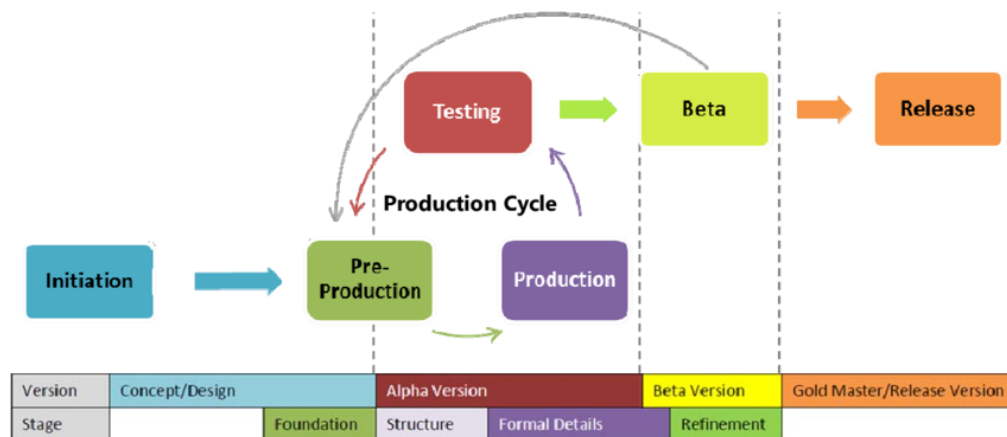 Testing
Beta
Release
Production Cycle
Initiation
Pre-
Production
Production
Version
Concept/Design
Alpha Version
Beta Version
Gold Master/Release Version
Stage
Foundation
Structure
Formal Details
Refinement